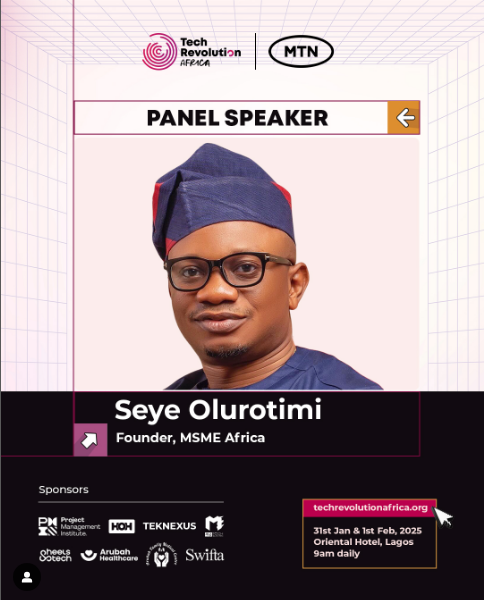 Tech
Revolution
AFRICA
MTN
PANEL SPEAKER
Seye Olurotimi
Founder, MSME Africa
Sponsors
Project
Management
Institute.
HOH
TEKNEXUS
Arubah
Healthcare
Swifta
techrevolutionafrica.org
31st Jan & 1st Feb, 2025
Oriental Hotel, Lagos
9am daily